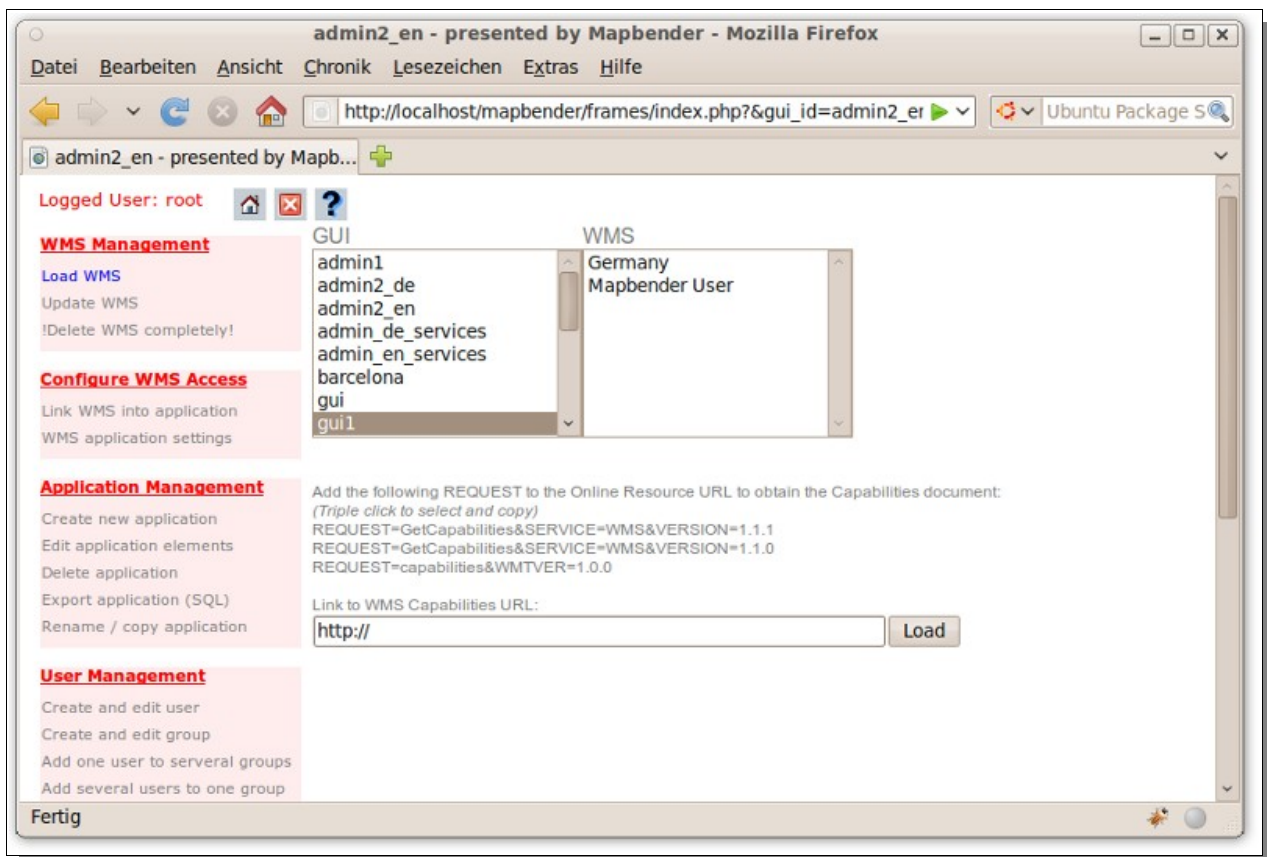 admin2_en - presented by Mapbender - Mozilla Firefox
Datei Bearbeiten Ansicht Chronik Lesezeichen Extras Hilfe
http://localhost/mapbender/frames/index.php?&gui_id=admin2_er
Ubuntu Package S
admin2_en - presented by Mapb...
Logged User: root
?
WMS Management
Load WMS
Update WMS
!Delete WMS completely!
Configure WMS Access
Link WMS into application
WMS application settings
Application Management
Create new application
Edit application elements
Delete application
Export application (SQL)
Rename / copy application
User Management
Create and edit user
Create and edit group
Add one user to serveral groups
Add several users to one group
GUI
admin1
admin2_de
admin2_en
admin_de_services
admin_en_services
barcelona
gui
gui1
WMS
Germany
Mapbender User
Add the following REQUEST to the Online Resource URL to obtain the Capabilities document:
(Triple click to select and copy)
REQUEST=GetCapabilities&SERVICE=WMS&VERSION=1.1.1
REQUEST=GetCapabilities&SERVICE=WMS&VERSION=1.1.0
REQUEST=capabilities&WMTVER=1.0.0
Link to WMS Capabilities URL:
http://
Load
Fertig